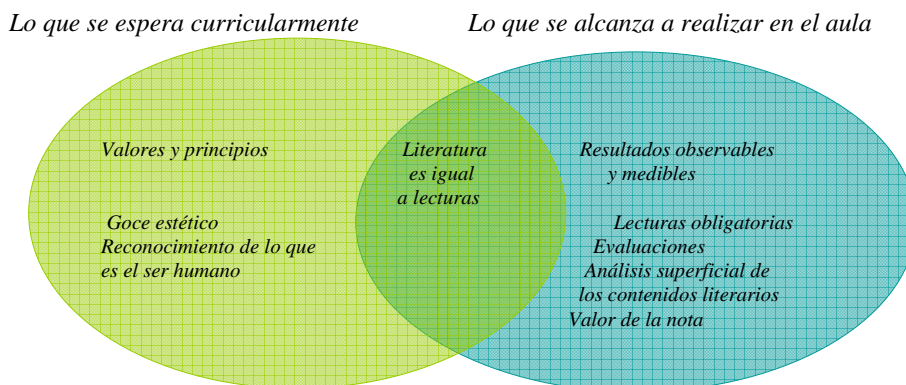 Lo que se espera curricularmente
Lo que se alcanza a realizar en el aula
Valores y principios
Goce estético
Reconocimiento de lo que
es el ser humano
Literatura
es igual
a lecturas
Resultados observables
y medibles
Lecturas obligatorias
Evaluaciones
Análisis superficial de
los contenidos literarios
Valor de la nota